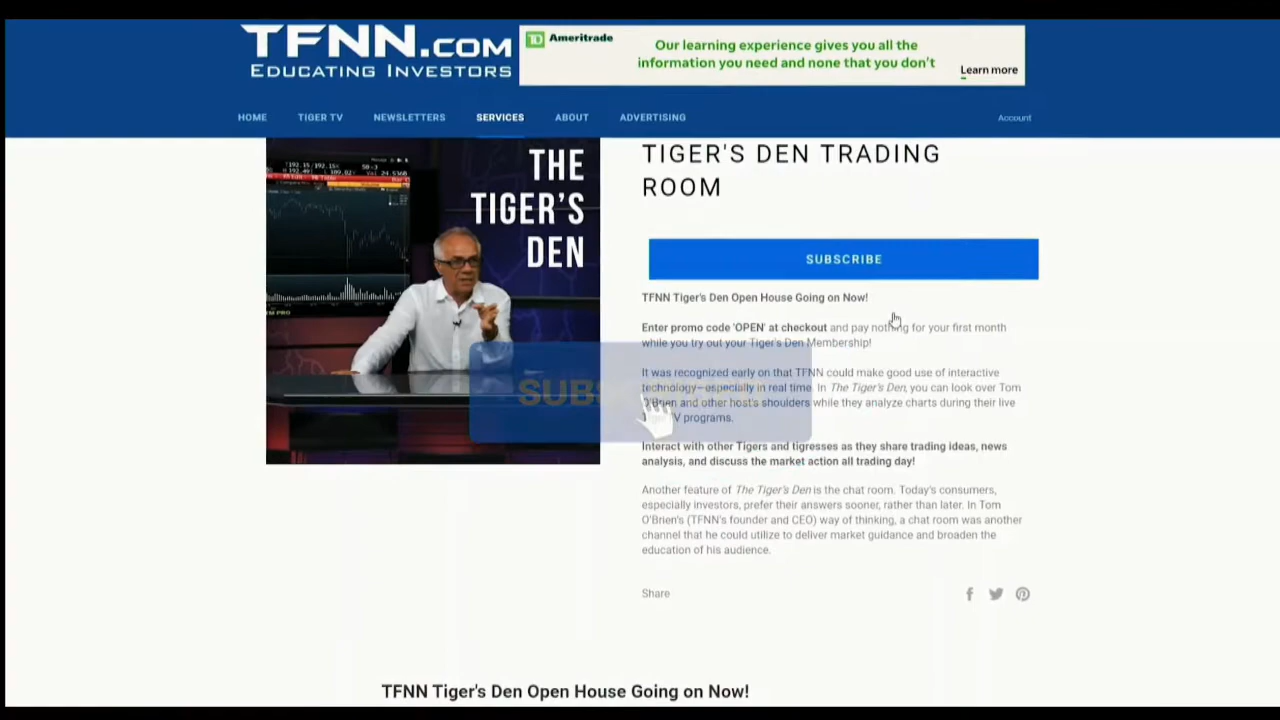 TFNN.COM
EDUCATING INVESTORS
TD Ameritrade
Our learning experience gives you all the
information you need and none that you don't
Learn more
HOME TIGER TV NEWSLETTERS SERVICES ABOUT ADVERTISING Account
THE
TIGER'S
DEN
TIGER'S DEN TRADING
ROOM
SUBSCRIBE
TFNN Tiger's Den Open House Going on Now!
Enter promo code 'OPEN' at checkout and pay nothing for your first month
while you try out your Tiger's Den Membership!
It was recognized early on that TFNN could make good use of interactive
technology—especially in real time. In The Tiger's Den, you can look over Tom
O'Brien and other host's shoulders while they analyze charts during their live
TV programs.
Interact with other Tigers and tigresses as they share trading ideas, news
analysis, and discuss the market action all trading day!
Another feature of The Tiger's Den is the chat room. Today's consumers,
especially investors, prefer their answers sooner, rather than later. In Tom
O'Brien's (TFNN's founder and CEO) way of thinking, a chat room was another
channel that he could utilize to deliver market guidance and broaden the
education of his audience.
Share
TFNN Tiger's Den Open House Going on Now!